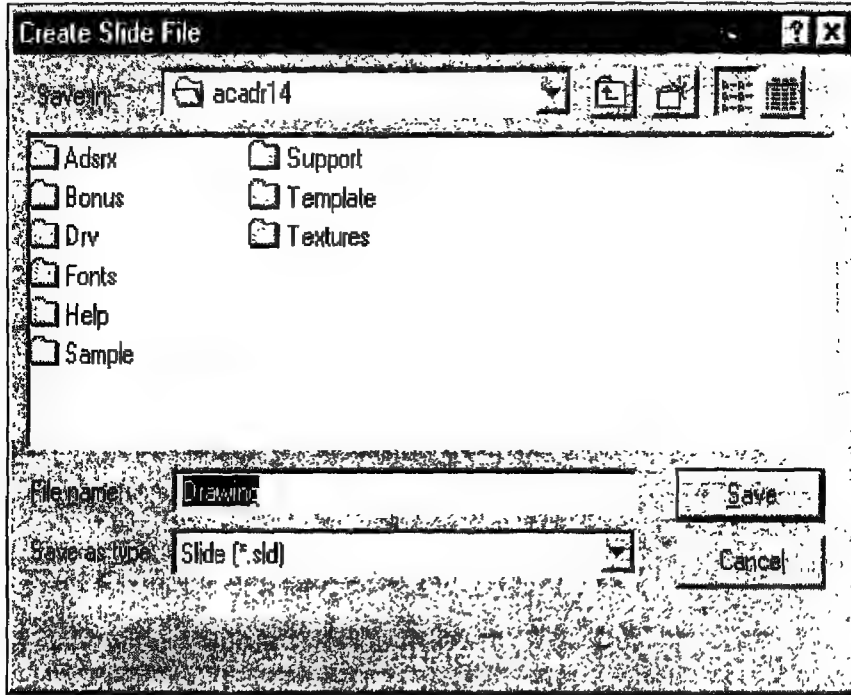 Create Slide File
Save in:
acadr14
Adsrx
Bonus
Drv
Fonts
Help
Sample
Support
Template
Textures
File name:
Drawing
Save
Save as type:
Slide (*.sld)
Cancel